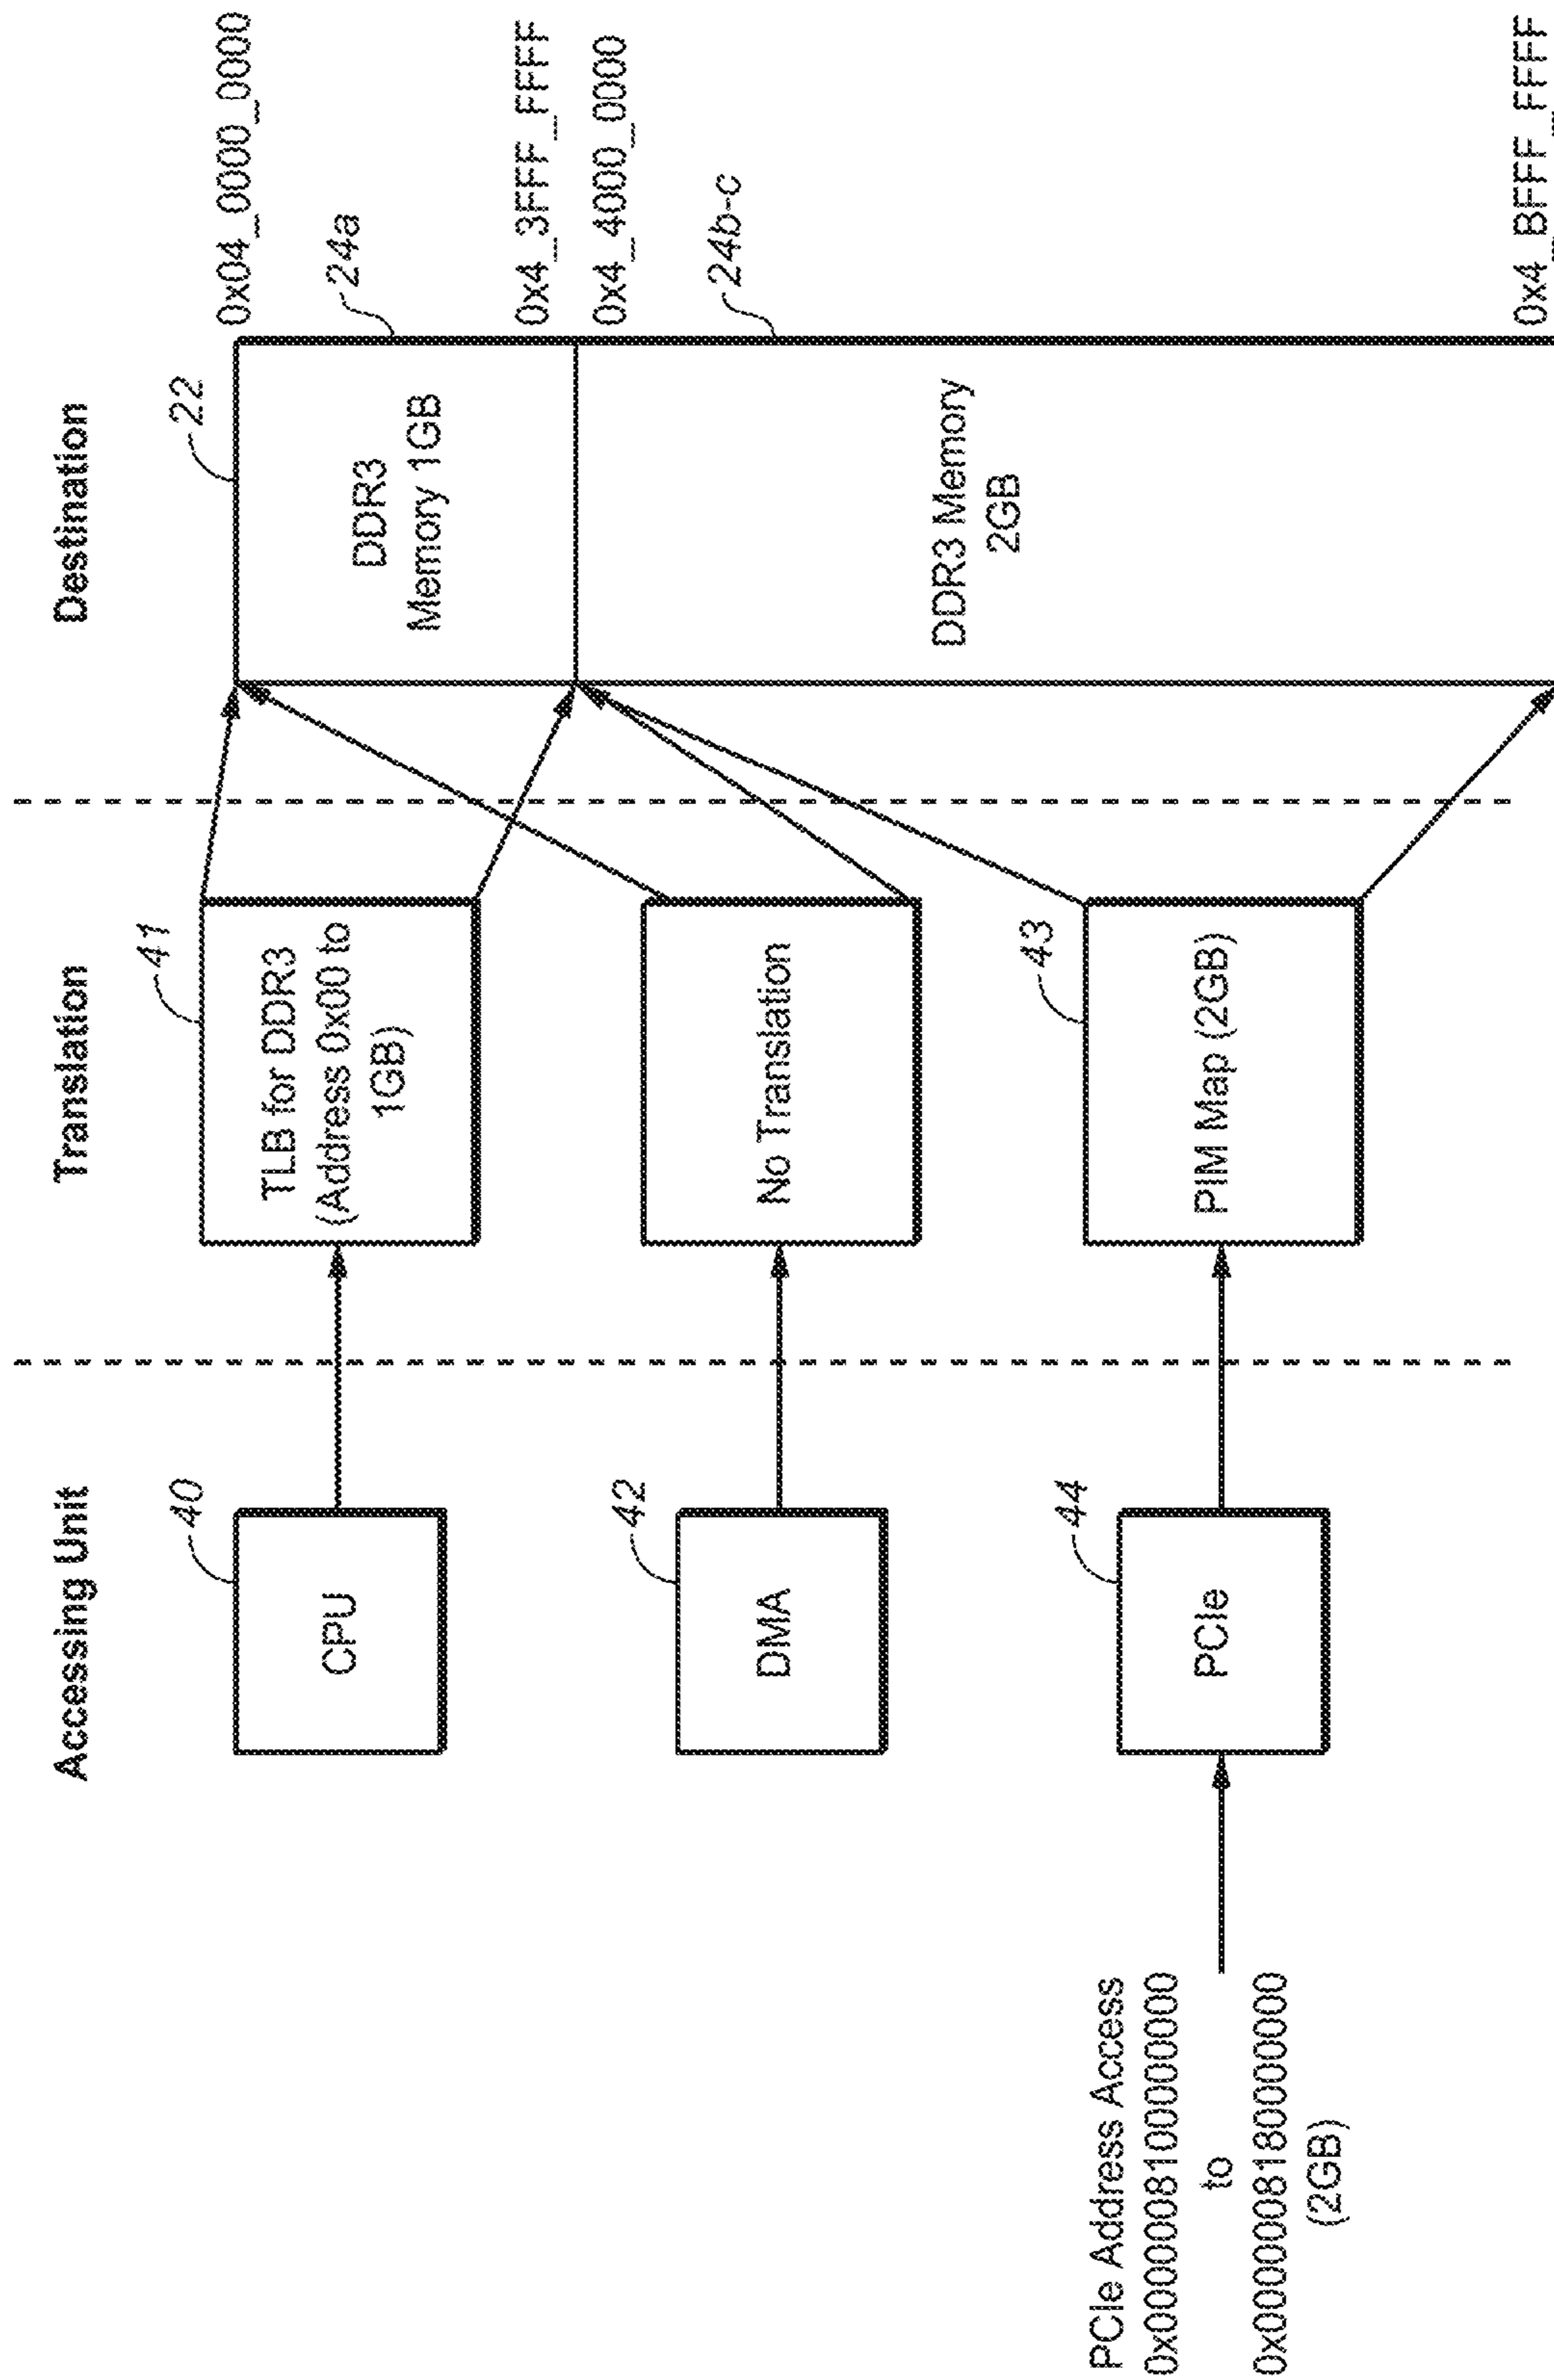 Accessing Unit
Translation
Destination
40
CPU
41
TLB for DDR3
(Address 0x00 to
1GB)
22
DDR3
Memory 1GB
0x04_0000_0000
24a
0x4_3FFF_FFFF
0x4_4000_0000
42
DMA
No Translation
24b-c
DDR3 Memory
2GB
PCIe Address Access
0x0000081000000000
to
0x0000081800000000
(2GB)
44
PCIe
43
PIM Map (2GB)
0x4_BFFF_FFFF